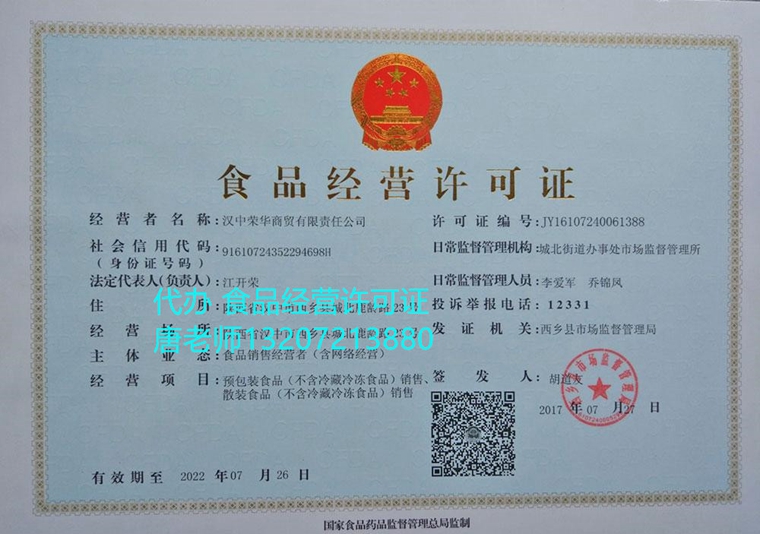 食品经营许可证
经营者名称:汉中荣华商贸有限责任公司
许可证编号:JY16107240061388
社会信用代码:91610724352294698H
(身份证号码)
日常监督管理机构:城北街道办事处市场监督管理所
法定代表人(负责人):江开荣
日常监督管理人员:李爱军 乔锦凤
住 所:
代办 食品经营许可证
投诉举报电话:12331
经营场所:
唐老师13207213880
发证机关:西乡县市场监督管理局
主体业态:食品销售经营者(含网络经营)
经营项目:预包装食品(不含冷藏冷冻食品)销售、
散装食品(不含冷藏冷冻食品)销售
签发人:胡道友
2017 年 07 月 27 日
有效期至 2022 年 07 月 26 日
国家食品药品监督管理总局监制